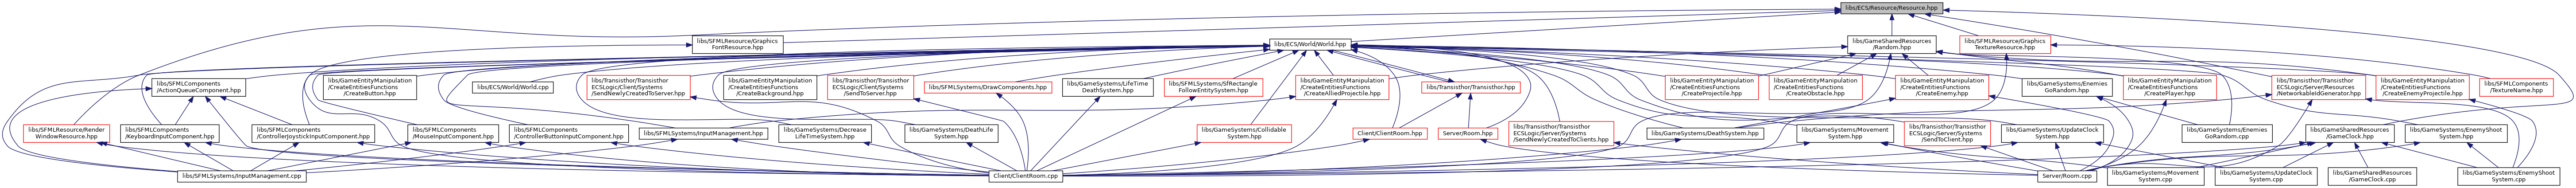 libs/ECS/Resource/Resource.hpp
libs/SFMLResource/Graphics
FontResource.hpp
libs/ECS/World/World.hpp
libs/GameSharedResources
/Random.hpp
libs/SFMLResource/Graphics
TextureResource.hpp
libs/SFMLComponents
/ActionQueueComponent.hpp
libs/GameEntityManipulation
/CreateEntitiesFunctions
/CreateButton.hpp
libs/ECS/World/World.cpp
libs/Transisthor/Transisthor
ECSLogic/Client/Systems
/SendNewlyCreatedToServer.hpp
libs/GameEntityManipulation
/CreateEntitiesFunctions
/CreateBackground.hpp
libs/Transisthor/Transisthor
ECSLogic/Client/Systems
/SendToServer.hpp
libs/SFMLSystems/DrawComponents.hpp
libs/GameSystems/LifeTime
DeathSystem.hpp
libs/SFMLSystems/SfRectangle
FollowEntitySystem.hpp
libs/GameEntityManipulation
/CreateEntitiesFunctions
/CreateAlliedProjectile.hpp
libs/Transisthor/Transisthor.hpp
libs/GameEntityManipulation
/CreateEntitiesFunctions
/CreateProjectile.hpp
libs/GameEntityManipulation
/CreateEntitiesFunctions
/CreateObstacle.hpp
libs/GameEntityManipulation
/CreateEntitiesFunctions
/CreateEnemy.hpp
libs/GameSystems/Enemies
GoRandom.hpp
libs/GameEntityManipulation
/CreateEntitiesFunctions
/CreatePlayer.hpp
libs/Transisthor/Transisthor
ECSLogic/Server/Resources
/NetworkableIdGenerator.hpp
libs/GameEntityManipulation
/CreateEntitiesFunctions
/CreateEnemyProjectile.hpp
libs/SFMLComponents
/TextureName.hpp
libs/SFMLResource/Render
WindowResource.hpp
libs/SFMLComponents
/KeyboardInputComponent.hpp
libs/SFMLComponents
/ControllerJoystickInputComponent.hpp
libs/SFMLComponents
/MouseInputComponent.hpp
libs/SFMLComponents
/ControllerButtonInputComponent.hpp
libs/SFMLSystems/InputManagement.hpp
libs/GameSystems/Decrease
LifeTimeSystem.hpp
libs/GameSystems/DeathLife
System.hpp
libs/GameSystems/Collidable
System.hpp
Client/ClientRoom.hpp
Server/Room.hpp
libs/Transisthor/Transisthor
ECSLogic/Server/Systems
/SendNewlyCreatedToClients.hpp
libs/GameSystems/DeathSystem.hpp
libs/GameSystems/Movement
System.hpp
libs/Transisthor/Transisthor
ECSLogic/Server/Systems
/SendToClient.hpp
libs/GameSystems/UpdateClock
System.hpp
libs/GameSystems/Enemies
GoRandom.cpp
libs/GameSharedResources
/GameClock.hpp
libs/GameSystems/EnemyShoot
System.hpp
libs/SFMLSystems/InputManagement.cpp
Client/ClientRoom.cpp
Server/Room.cpp
libs/GameSystems/Movement
System.cpp
libs/GameSystems/UpdateClock
System.cpp
libs/GameSharedResources
/GameClock.cpp
libs/GameSystems/EnemyShoot
System.cpp